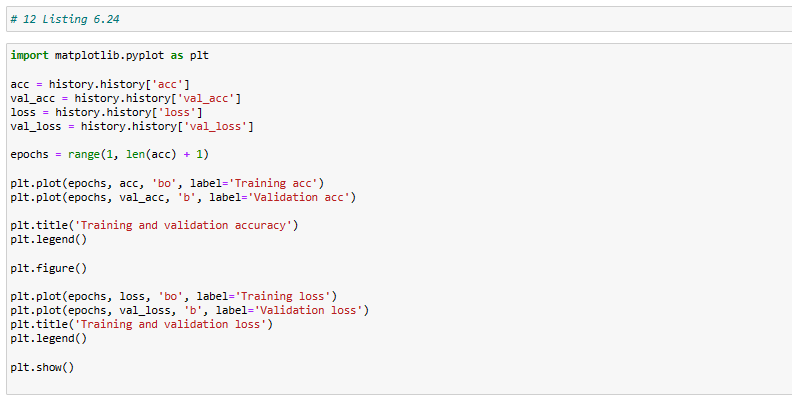 # 12 Listing 6.24
import matplotlib.pyplot as plt
acc = history.history['acc']
val_acc = history.history['val_acc']
loss = history.history['loss']
val_loss = history.history['val_loss']
epochs = range(1, len(acc) + 1)
plt.plot(epochs, acc, 'bo', label='Training acc')
plt.plot(epochs, val_acc, 'b', label='Validation acc')
plt.title('Training and validation accuracy')
plt.legend()
plt.figure()
plt.plot(epochs, loss, 'bo', label='Training loss')
plt.plot(epochs, val_loss, 'b', label='Validation loss')
plt.title('Training and validation loss')
plt.legend()
plt.show()